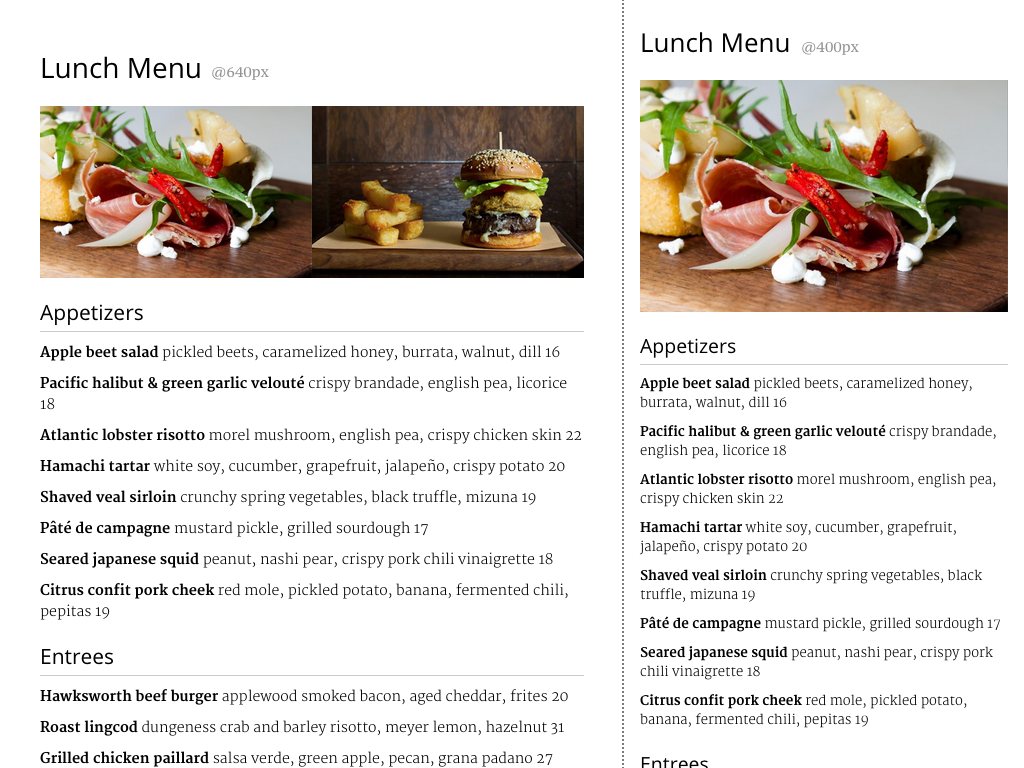 Lunch Menu @640px
Appetizers
Apple beet salad pickled beets, caramelized honey, burrata, walnut, dill 16
Pacific halibut & green garlic velouté crispy brandade, english pea, licorice
18
Atlantic lobster risotto morel mushroom, english pea, crispy chicken skin 22
Hamachi tartar white soy, cucumber, grapefruit, jalapeño, crispy potato 20
Shaved veal sirloin crunchy spring vegetables, black truffle, mizuna 19
Pâté de campagne mustard pickle, grilled sourdough 17
Seared japanese squid peanut, nashi pear, crispy pork chili vinaigrette 18
Citrus confit pork cheek red mole, pickled potato, banana, fermented chili,
pepitas 19
Entrees
Hawksworth beef burger applewood smoked bacon, aged cheddar, frites 20
Roast lingcod dungeness crab and barley risotto, meyer lemon, hazelnut 31
Grilled chicken paillard salsa verde, green apple, pecan, grana padano 27
Lunch Menu @400px
Appetizers
Apple beet salad pickled beets, caramelized honey,
burrata, walnut, dill 16
Pacific halibut & green garlic velouté crispy brandade,
english pea, licorice 18
Atlantic lobster risotto morel mushroom, english pea,
crispy chicken skin 22
Hamachi tartar white soy, cucumber, grapefruit,
jalapeño, crispy potato 20
Shaved veal sirloin crunchy spring vegetables, black
truffle, mizuna 19
Pâté de campagne mustard pickle, grilled sourdough 17
Seared japanese squid peanut, nashi pear, crispy pork
chili vinaigrette 18
Citrus confit pork cheek red mole, pickled potato,
banana, fermented chili, pepitas 19
Entrees